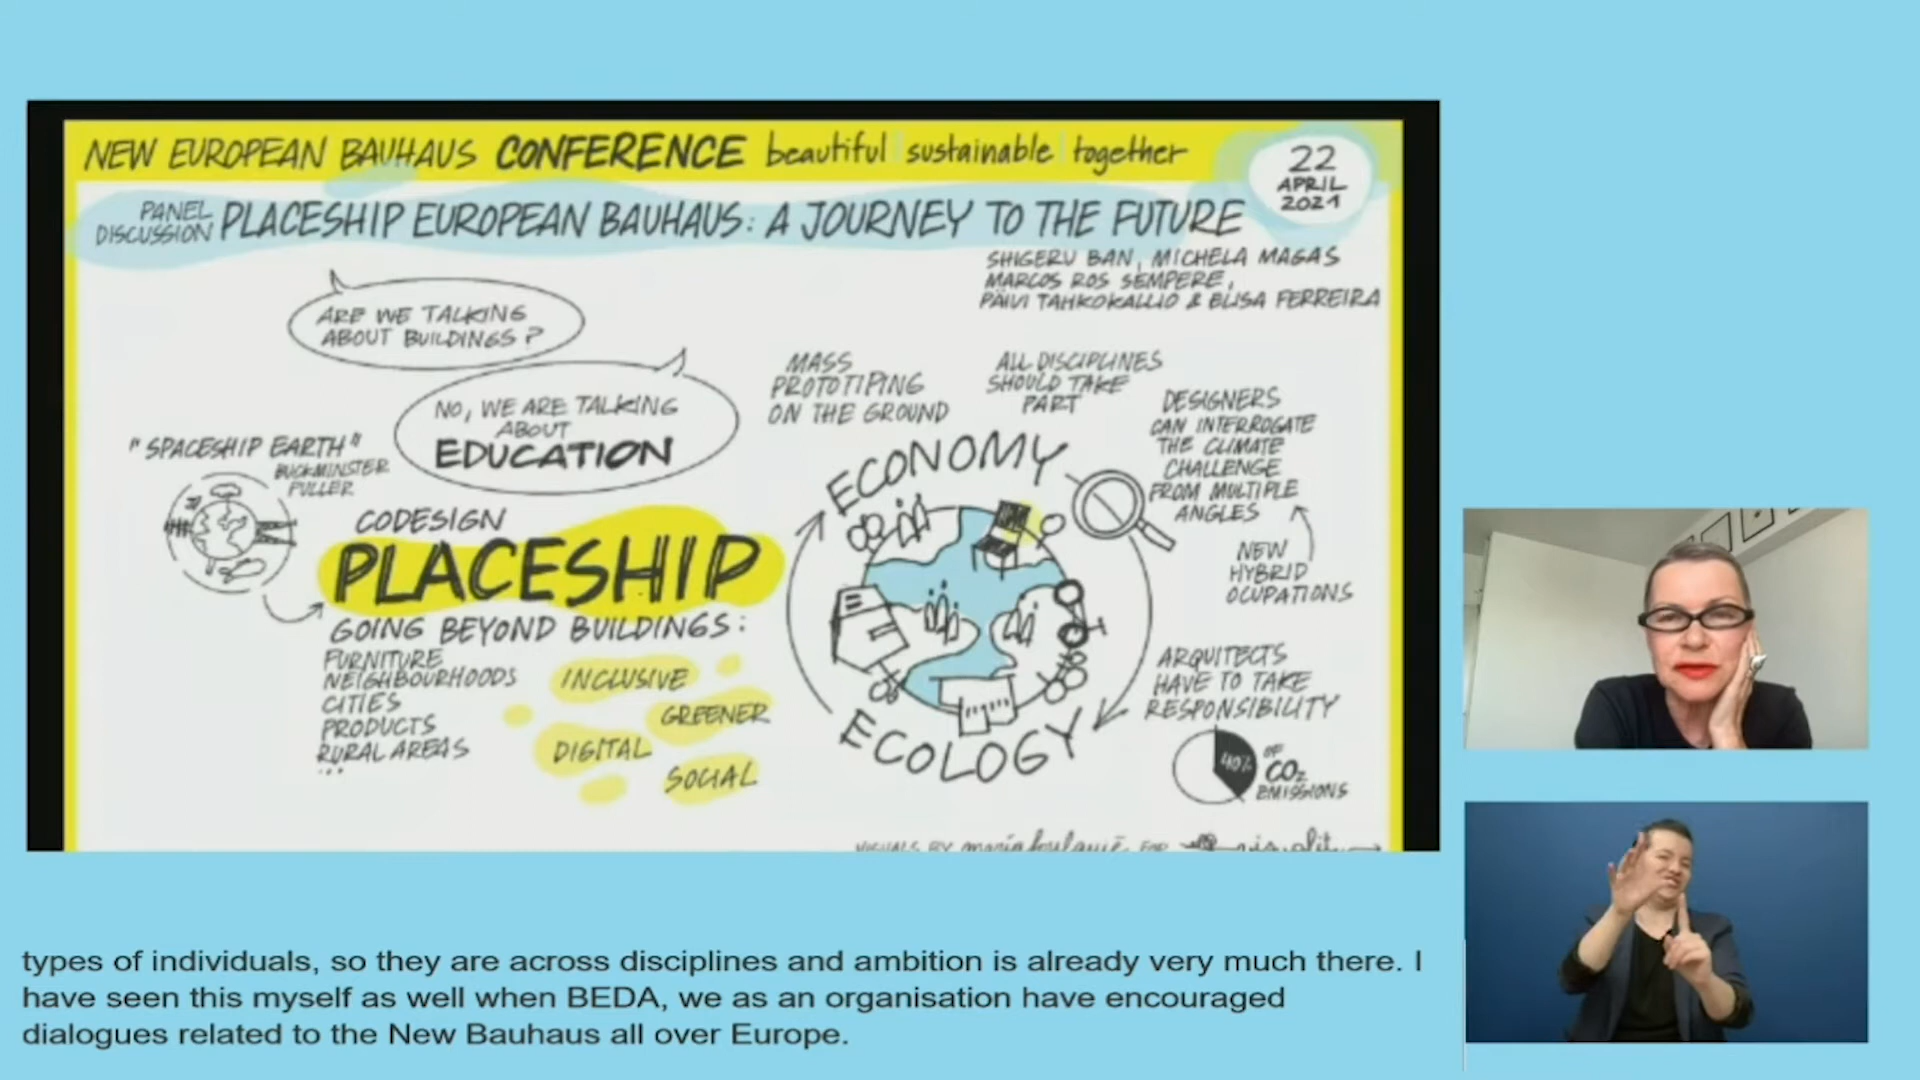 NEW EUROPEAN BAUHAUS CONFERENCE beautiful sustainable together
22
APRIL
2021
PANEL
DISCUSSION
PLACESHIP EUROPEAN BAUHAUS: A JOURNEY TO THE FUTURE
SHIGERU BAN, MICHELA MAGAS
MARCOS ROS SEMPERE,
PÄIVI TAHKOKALLIO & ELISA FERREIRA
ARE WE TALKING
ABOUT BUILDINGS?
NO, WE ARE TALKING
ABOUT
EDUCATION
"SPACESHIP EARTH"
BUCKMINSTER
FULLER
CODESIGN
PLACESHIP
GOING BEYOND BUILDINGS:
FURNITURE
NEIGHBOURHOODS
CITIES
PRODUCTS
RURAL AREAS
...
INCLUSIVE
GREENER
DIGITAL
SOCIAL
MASS
PROTOTIPING
ON THE GROUND
ALL DISCIPLINES
SHOULD TAKE
PART
ECONOMY
ECOLOGY
DESIGNERS
CAN INTERROGATE
THE CLIMATE
CHALLENGE
FROM MULTIPLE
ANGLES
NEW
HYBRID
OCUPATIONS
ARQUITECTS
HAVE TO TAKE
RESPONSIBILITY
40%
OF
CO2
EMISSIONS
VISUALS BY
FOR
types of individuals, so they are across disciplines and ambition is already very much there. I
have seen this myself as well when BEDA, we as an organisation have encouraged
dialogues related to the New Bauhaus all over Europe.